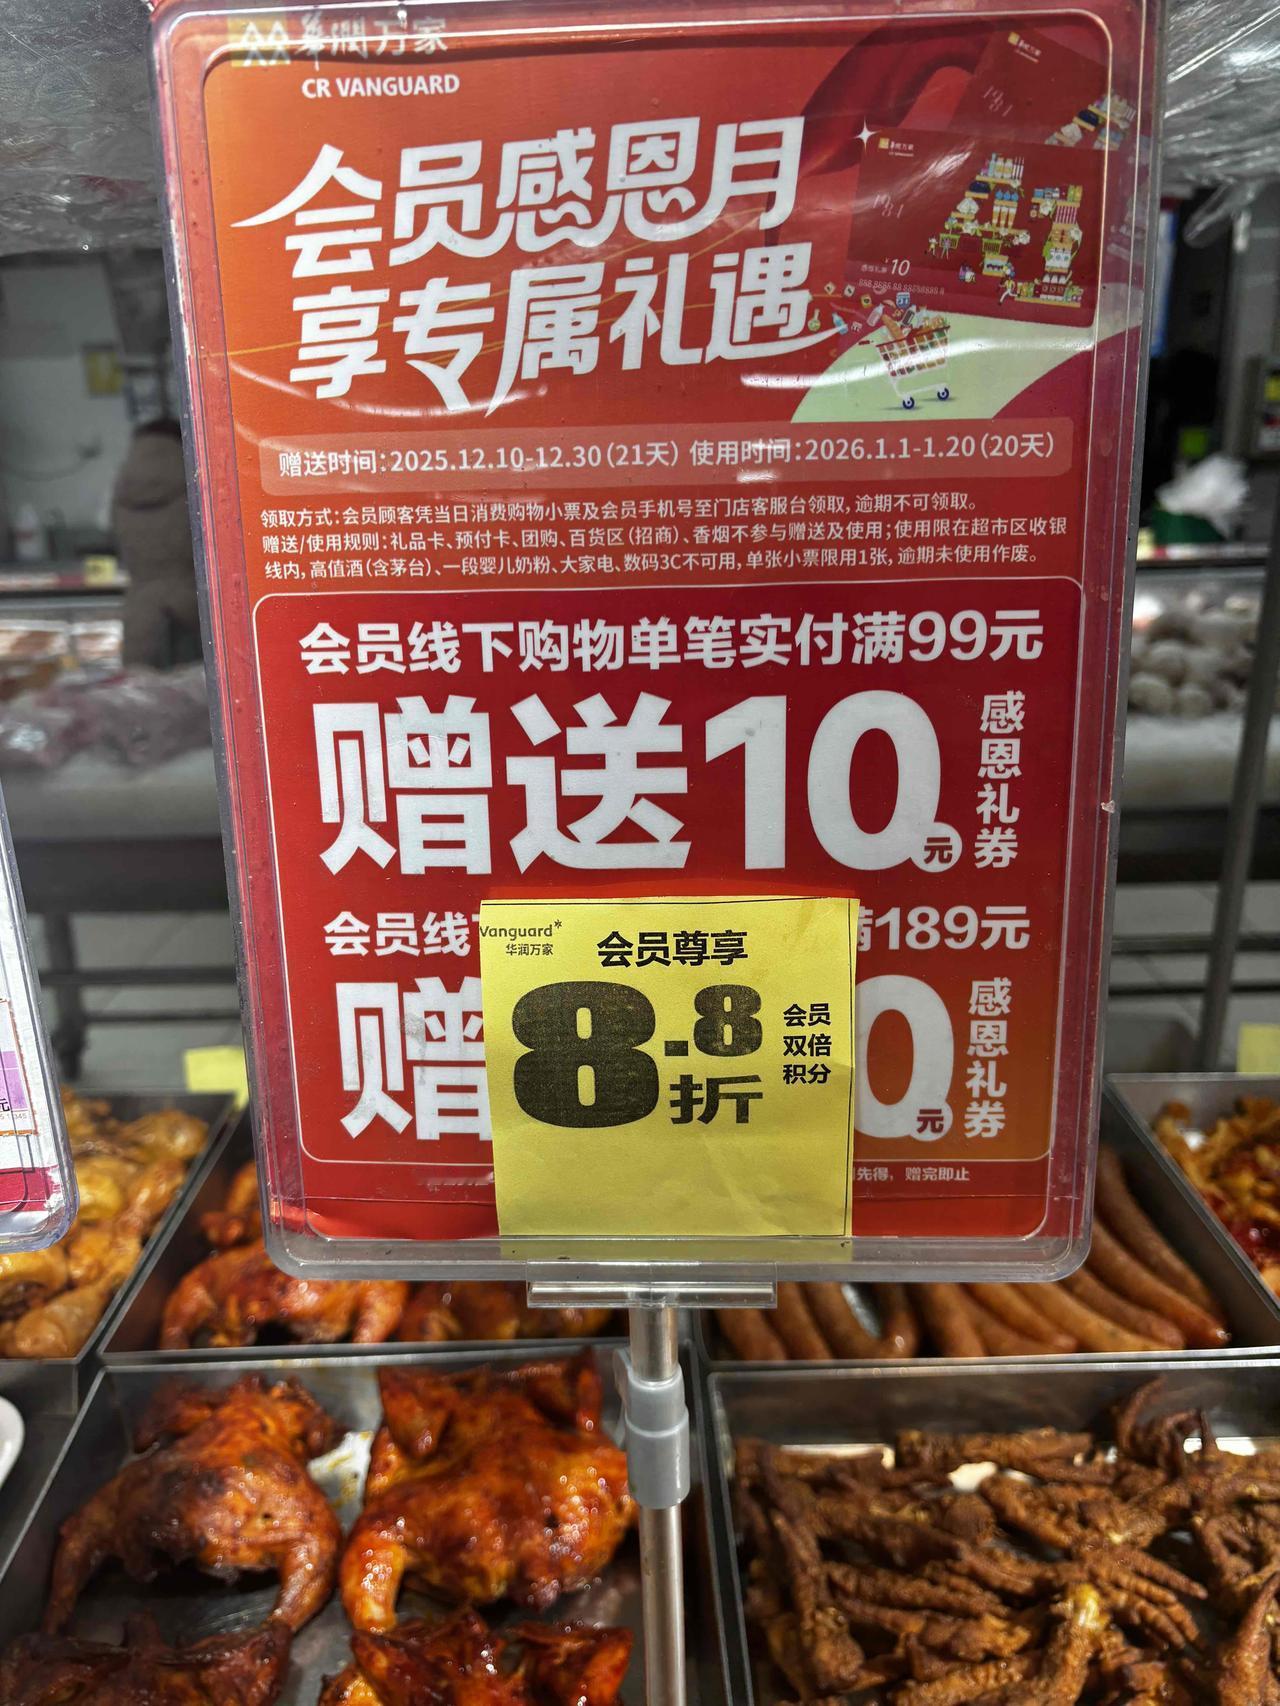 华润万家
CR VANGUARD
会员感恩月
享专属礼遇
1981
10
赠送时间:2025.12.10-12.30(21天) 使用时间:2026.1.1-1.20(20天)
领取方式:会员顾客凭当日消费购物小票及会员手机号至门店客服台领取,逾期不可领取。
赠送/使用规则:礼品卡、预付卡、团购、百货区(招商)、香烟不参与赠送及使用;使用限在超市区收银
线内,高值酒(含茅台)、一段婴儿奶粉、大家电、数码3C不可用,单张小票限用1张,逾期未使用作废。
会员线下购物单笔实付满99元
赠送10元
感恩礼券
会员线
满189元
赠
0元
感恩礼券
先得，赠完即止
Vanguard
华润万家
会员尊享
8.8折
会员
双倍
积分